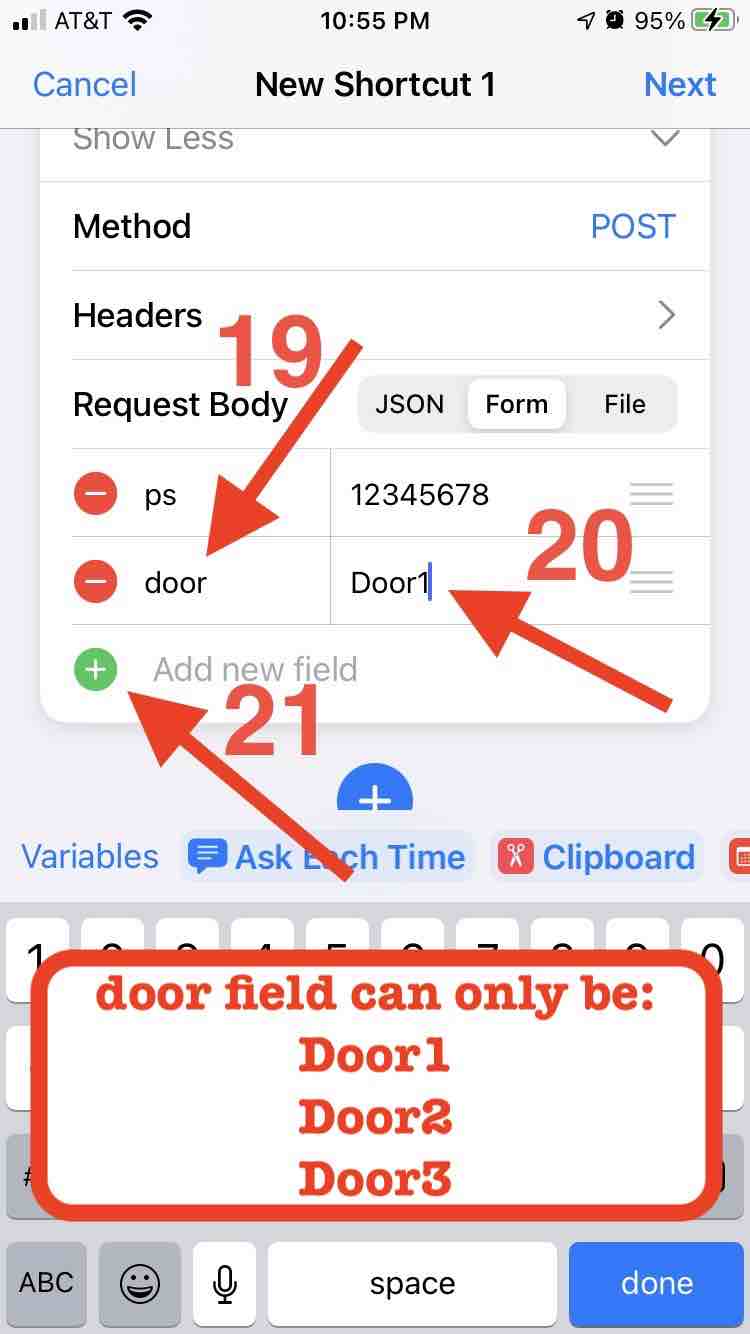 AT&T 10:55 PM 95%
Cancel New Shortcut 1 Next
Show Less
Method POST
Headers
19
Request Body JSON Form File
ps 12345678
20
door Door1
Add new field
21
Variables Ask Each Time Clipboard
door field can only be:
Door1
Door2
Door3
ABC space done